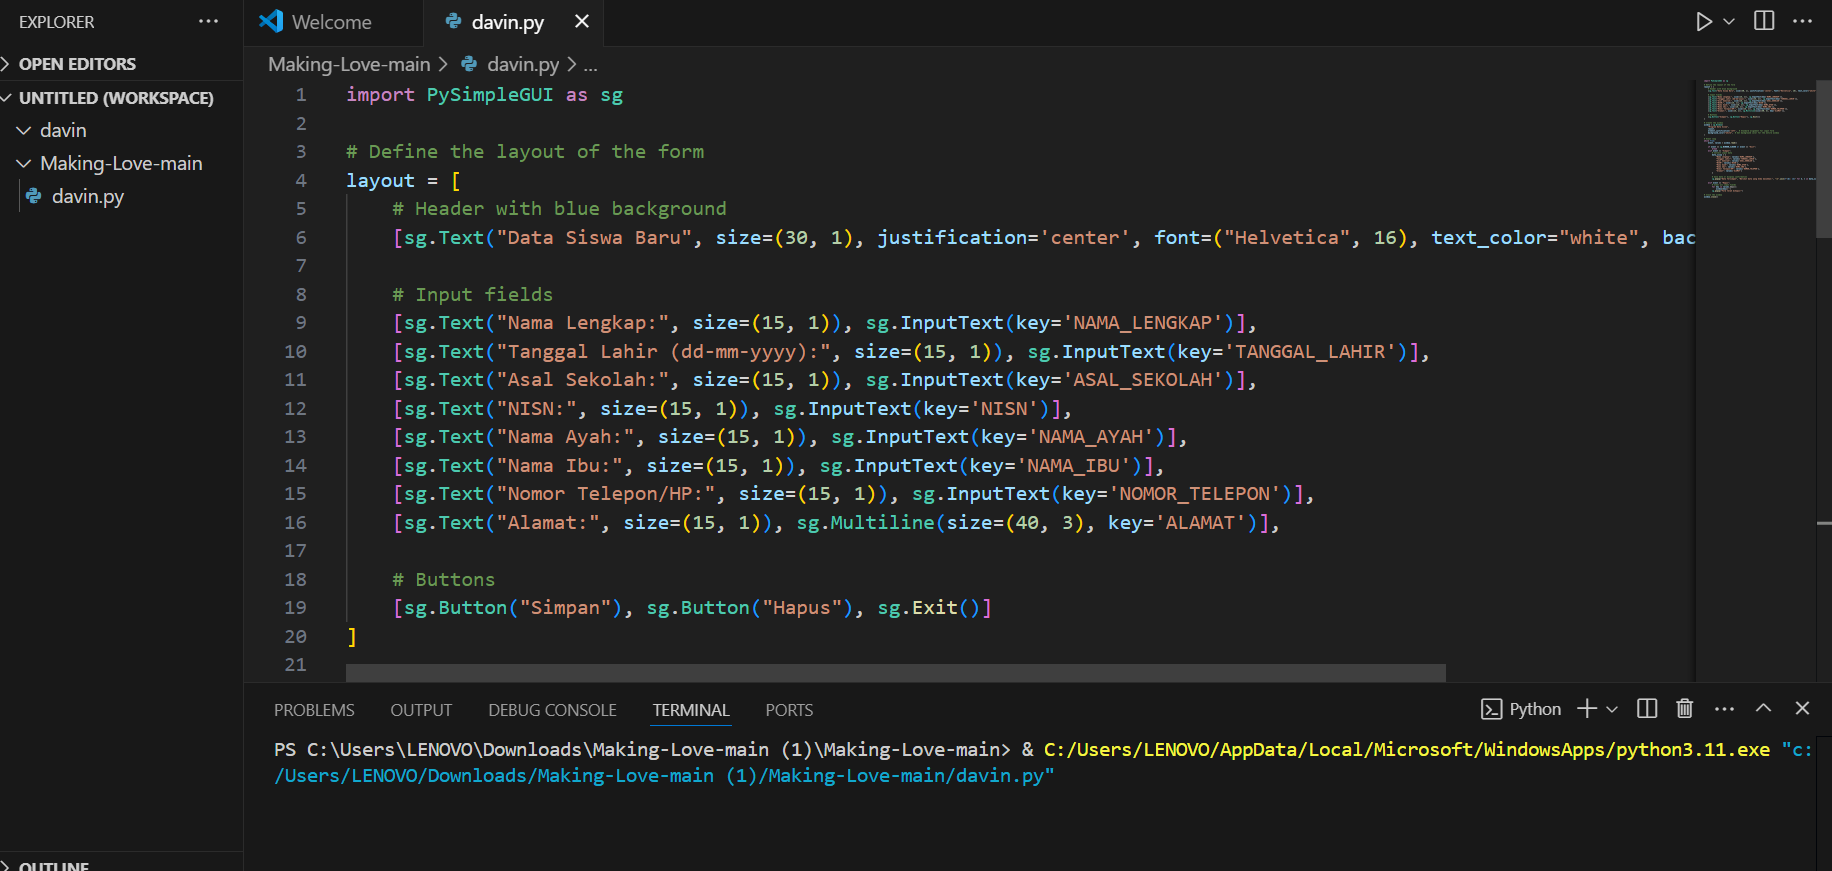 EXPLORER ...
Welcome
davin.py
OPEN EDITORS
UNTITLED (WORKSPACE)
davin
Making-Love-main
davin.py
Making-Love-main > davin.py > ...
1 import PySimpleGUI as sg
2
3 # Define the layout of the form
4 layout = [
5 # Header with blue background
6 [sg.Text("Data Siswa Baru", size=(30, 1), justification='center', font=("Helvetica", 16), text_color="white", bac
7
8 # Input fields
9 [sg.Text("Nama Lengkap:", size=(15, 1)), sg.InputText(key='NAMA_LENGKAP')],
10 [sg.Text("Tanggal Lahir (dd-mm-yyyy):", size=(15, 1)), sg.InputText(key='TANGGAL_LAHIR')],
11 [sg.Text("Asal Sekolah:", size=(15, 1)), sg.InputText(key='ASAL_SEKOLAH')],
12 [sg.Text("NISN:", size=(15, 1)), sg.InputText(key='NISN')],
13 [sg.Text("Nama Ayah:", size=(15, 1)), sg.InputText(key='NAMA_AYAH')],
14 [sg.Text("Nama Ibu:", size=(15, 1)), sg.InputText(key='NAMA_IBU')],
15 [sg.Text("Nomor Telepon/HP:", size=(15, 1)), sg.InputText(key='NOMOR_TELEPON')],
16 [sg.Text("Alamat:", size=(15, 1)), sg.Multiline(size=(40, 3), key='ALAMAT')],
17
18 # Buttons
19 [sg.Button("Simpan"), sg.Button("Hapus"), sg.Exit()]
20 ]
21
PROBLEMS OUTPUT DEBUG CONSOLE TERMINAL PORTS
Python
PS C:\Users\LENOVO\Downloads\Making-Love-main (1)\Making-Love-main> & C:/Users/LENOVO/AppData/Local/Microsoft/WindowsApps/python3.11.exe "c:
/Users/LENOVO/Downloads/Making-Love-main (1)/Making-Love-main/davin.py"
OUTLINE